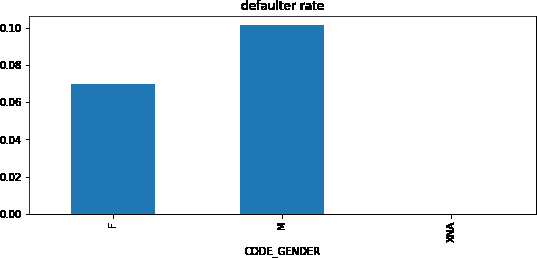 defaulter rate
0.10
0.08
0.06
0.04
0.02
0.00
F
M
XNA
CODE_GENDER